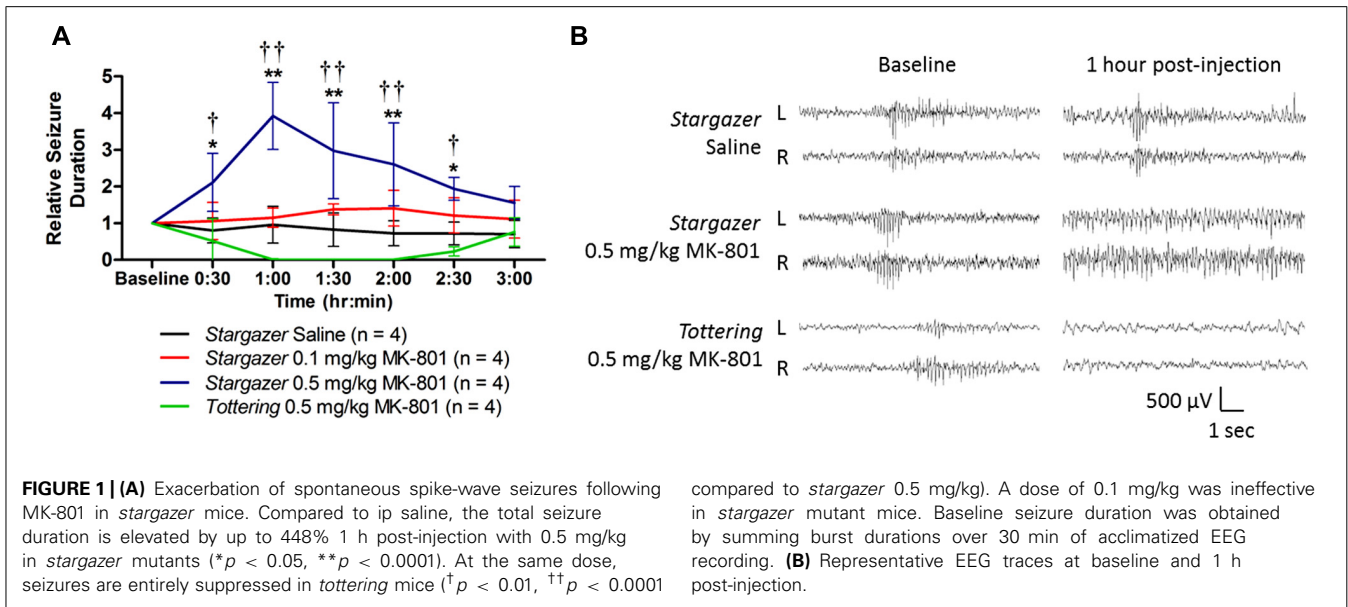 A
†† †† ††
† ** ** ** †
* *
5
4
3
2
1
0
Relative Seizure
Duration
Baseline 0:30 1:00 1:30 2:00 2:30 3:00
Time (hr:min)
Stargazer Saline (n = 4)
Stargazer 0.1 mg/kg MK-801 (n = 4)
Stargazer 0.5 mg/kg MK-801 (n = 4)
Tottering 0.5 mg/kg MK-801 (n = 4)
B
Baseline 1 hour post-injection
Stargazer L
Saline
R
Stargazer L
0.5 mg/kg MK-801
R
Tottering L
0.5 mg/kg MK-801
R
500 µV
1 sec
FIGURE 1 | (A) Exacerbation of spontaneous spike-wave seizures following
MK-801 in stargazer mice. Compared to ip saline, the total seizure
duration is elevated by up to 448% 1 h post-injection with 0.5 mg/kg
in stargazer mutants (*p < 0.05, **p < 0.0001). At the same dose,
seizures are entirely suppressed in tottering mice (†p < 0.01, ††p < 0.0001
compared to stargazer 0.5 mg/kg). A dose of 0.1 mg/kg was ineffective
in stargazer mutant mice. Baseline seizure duration was obtained
by summing burst durations over 30 min of acclimatized EEG
recording. (B) Representative EEG traces at baseline and 1 h
post-injection.